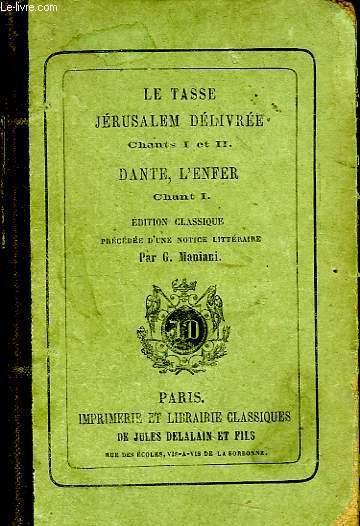 Le-livre.com
LE TASSE
JÉRUSALEM DÉLIVRÉE
Chants I et II.
DANTE, L'ENFER
Chant I.
ÉDITION CLASSIQUE
PRÉCÉDÉE D'UNE NOTICE LITTÉRAIRE
Par G. Maniani.
JD
PARIS.
IMPRIMERIE ET LIBRAIRIE CLASSIQUES
DE JULES DELALAIN ET FILS
RUE DES ÉCOLES, VIS-A-VIS DE LA SORBONNE.